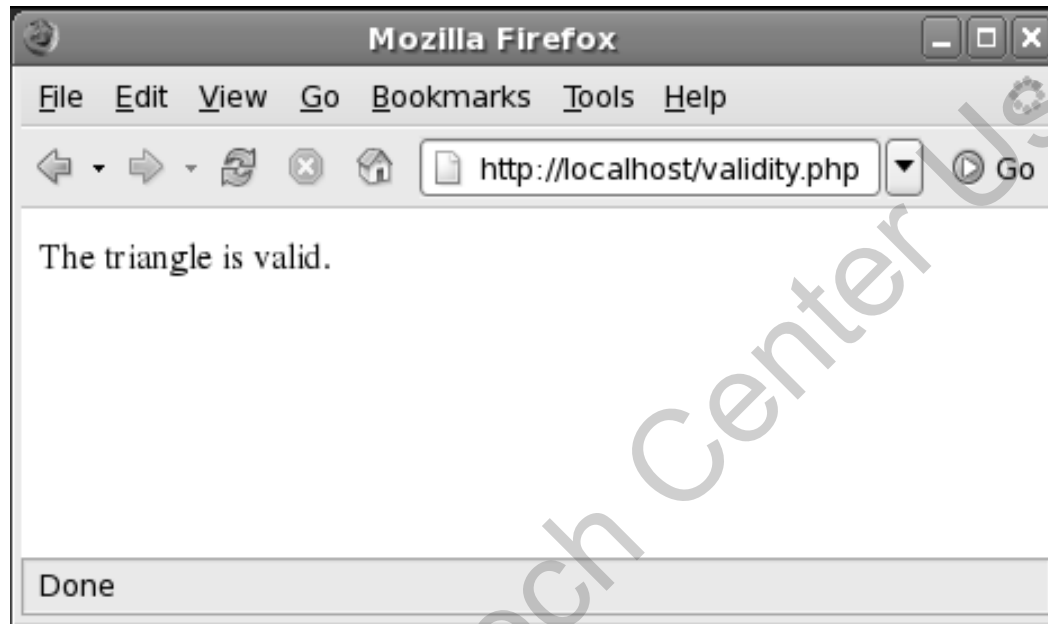 Mozilla Firefox
File Edit View Go Bookmarks Tools Help
http://localhost/validity.php Go
The triangle is valid.
Done
Center